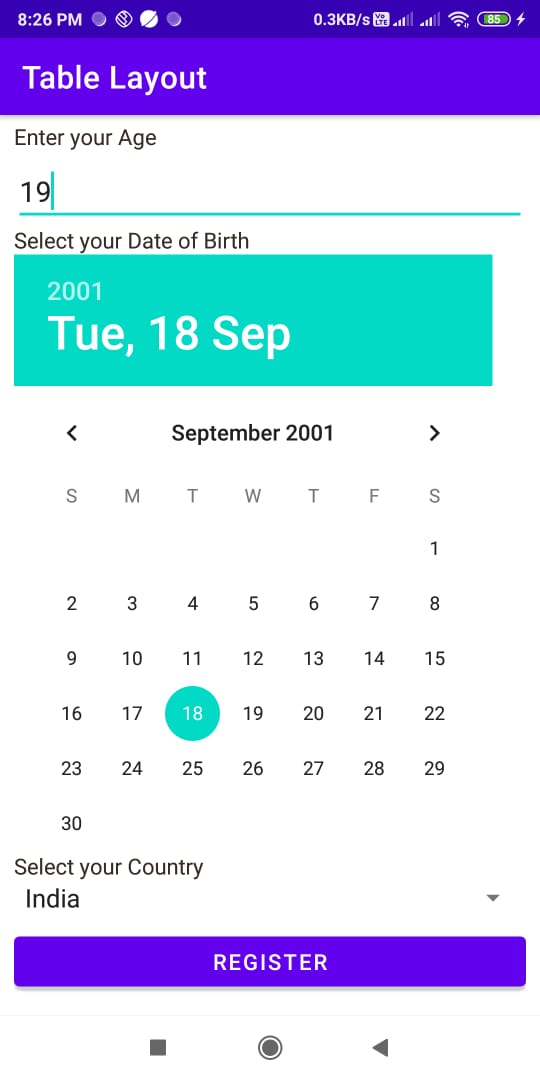 8:26 PM 0.3KB/s Vo LTE 85
Table Layout
Enter your Age
19
Select your Date of Birth
2001
Tue, 18 Sep
September 2001
S M T W T F S
1
2 3 4 5 6 7 8
9 10 11 12 13 14 15
16 17 18 19 20 21 22
23 24 25 26 27 28 29
30
Select your Country
India
REGISTER